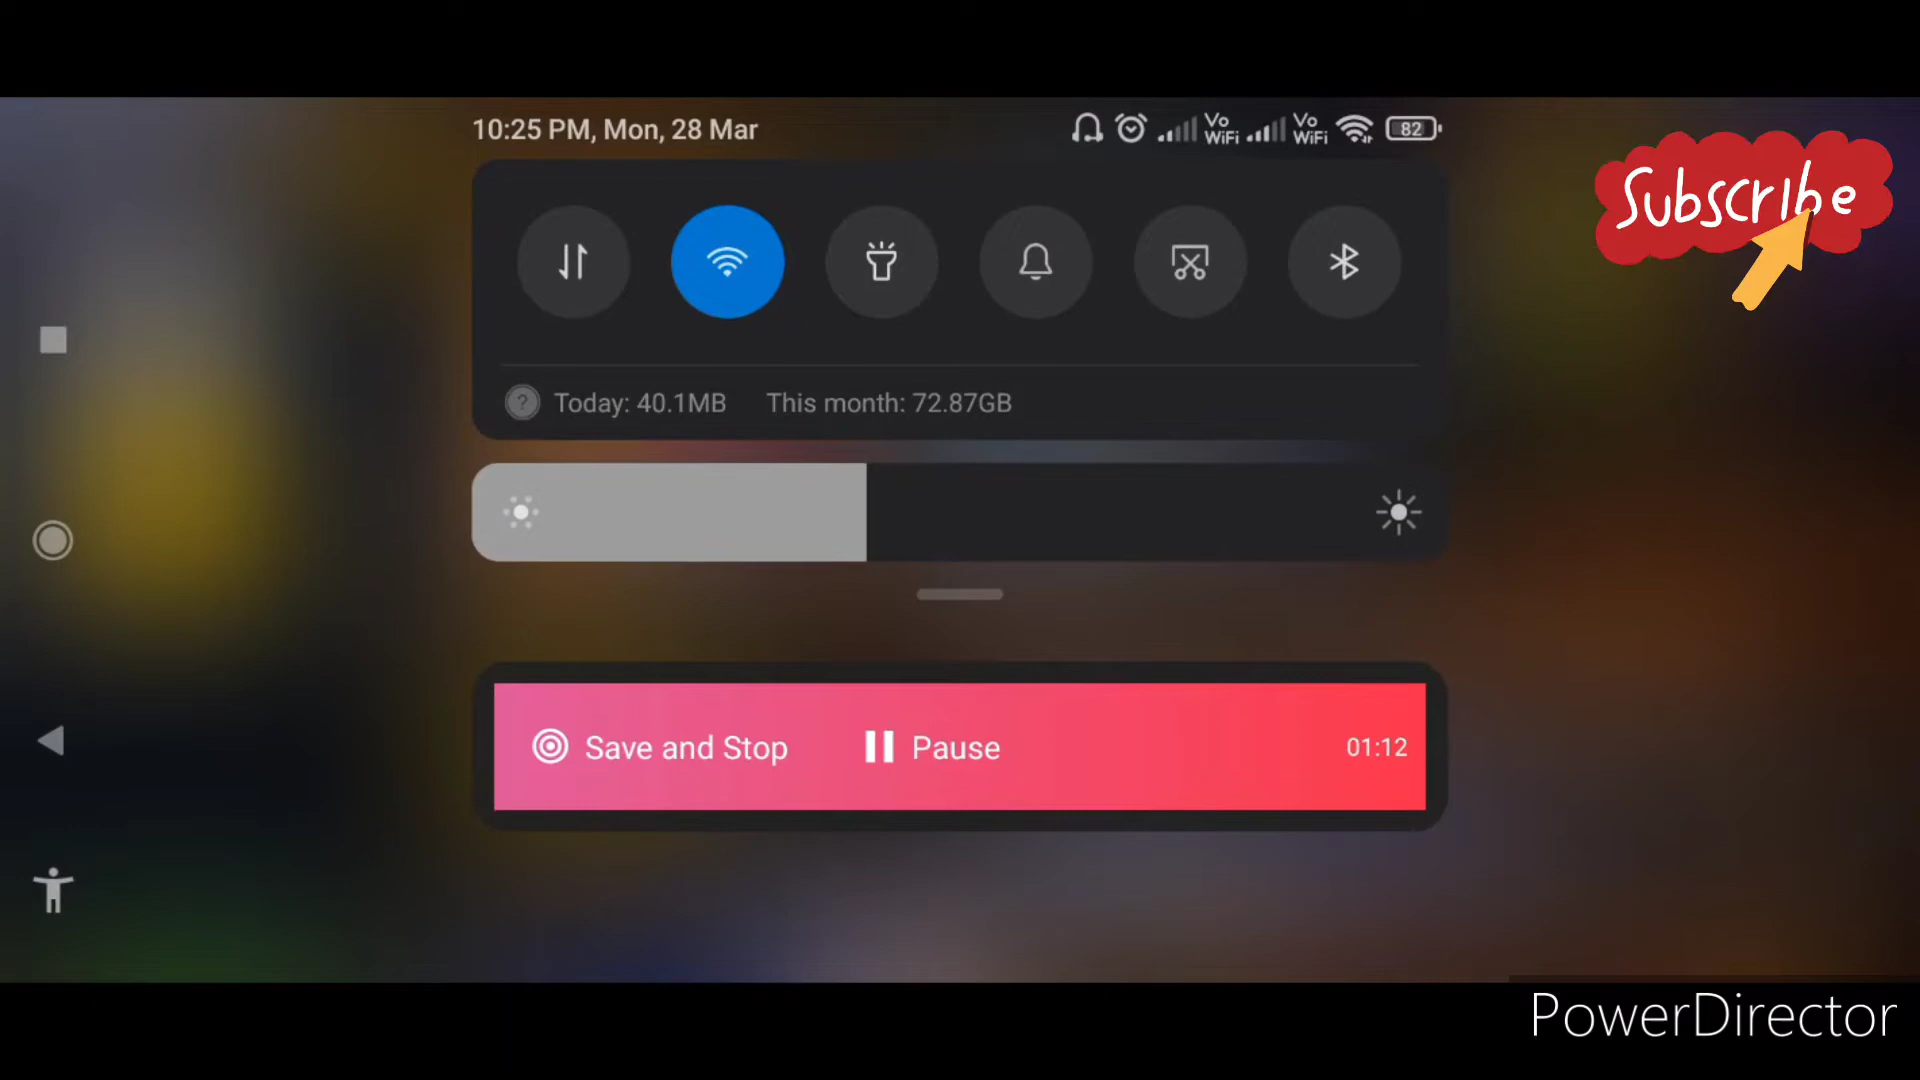 10:25 PM, Mon, 28 Mar
Vo WiFi
Vo WiFi
82
Subscribe
?
Today: 40.1MB
This month: 72.87GB
Save and Stop
Pause
01:12
PowerDirector